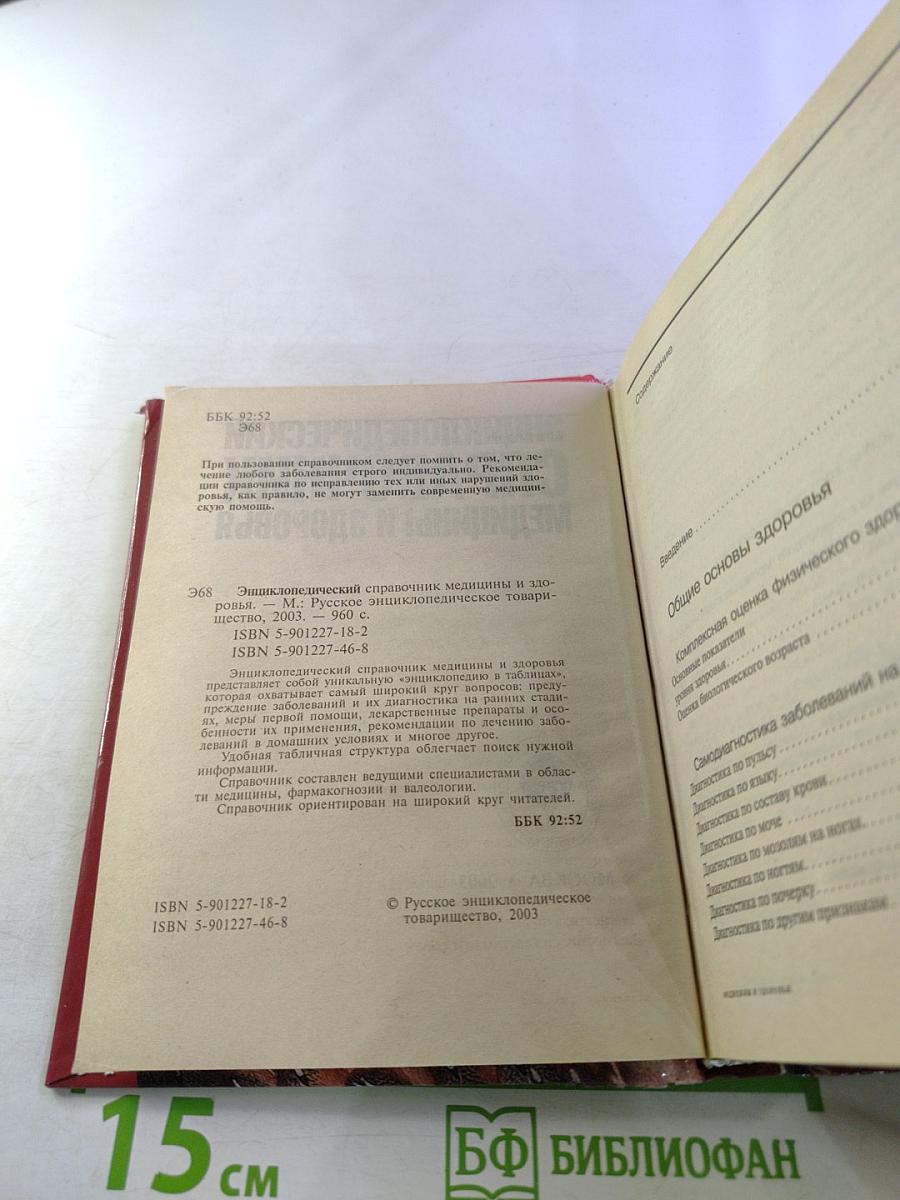 ББК 92:52
Э68
При пользовании справочником следует помнить о том, что ле-
чение любого заболевания строго индивидуально. Рекоменда-
ции справочника по исправлению тех или иных нарушений здо-
ровья, как правило, не могут заменить современную медицин-
скую помощь.
Э68 Энциклопедический справочник медицины и здо-
ровья. — М.: Русское энциклопедическое товари-
щество, 2003. — 960 с.
ISBN 5-901227-18-2
ISBN 5-901227-46-8
Энциклопедический справочник медицины и здоровья
представляет собой уникальную «энциклопедию в таблицах»,
которая охватывает самый широкий круг вопросов: преду-
преждение заболеваний и их диагностика на ранних стади-
ях, меры первой помощи, лекарственные препараты и осо-
бенности их применения, рекомендации по лечению забо-
леваний в домашних условиях и многое другое.
Удобная табличная структура облегчает поиск нужной
информации.
Справочник составлен ведущими специалистами в облас-
ти медицины, фармакогнозии и валеологии.
Справочник ориентирован на широкий круг читателей.
ББК 92:52
ISBN 5-901227-18-2
ISBN 5-901227-46-8
© Русское энциклопедическое
товарищество, 2003
Содержание
Введение
Общие основы здоровья
Комплексная оценка физического здор
Основные показатели
уровня здоровья
Оценка биологического возраста
Самодиагностика заболеваний на
Диагностика по пульсу
Диагностика по языку
Диагностика по составу крови
Диагностика по моче
Диагностика по мозолям на ногах
Диагностика по ногтям
Диагностика по почерку
Диагностика по другим признакам
МЕДИЦИНЫ И ЗДОРОВЬЯ
15 см
БФ БИБЛИОФАН